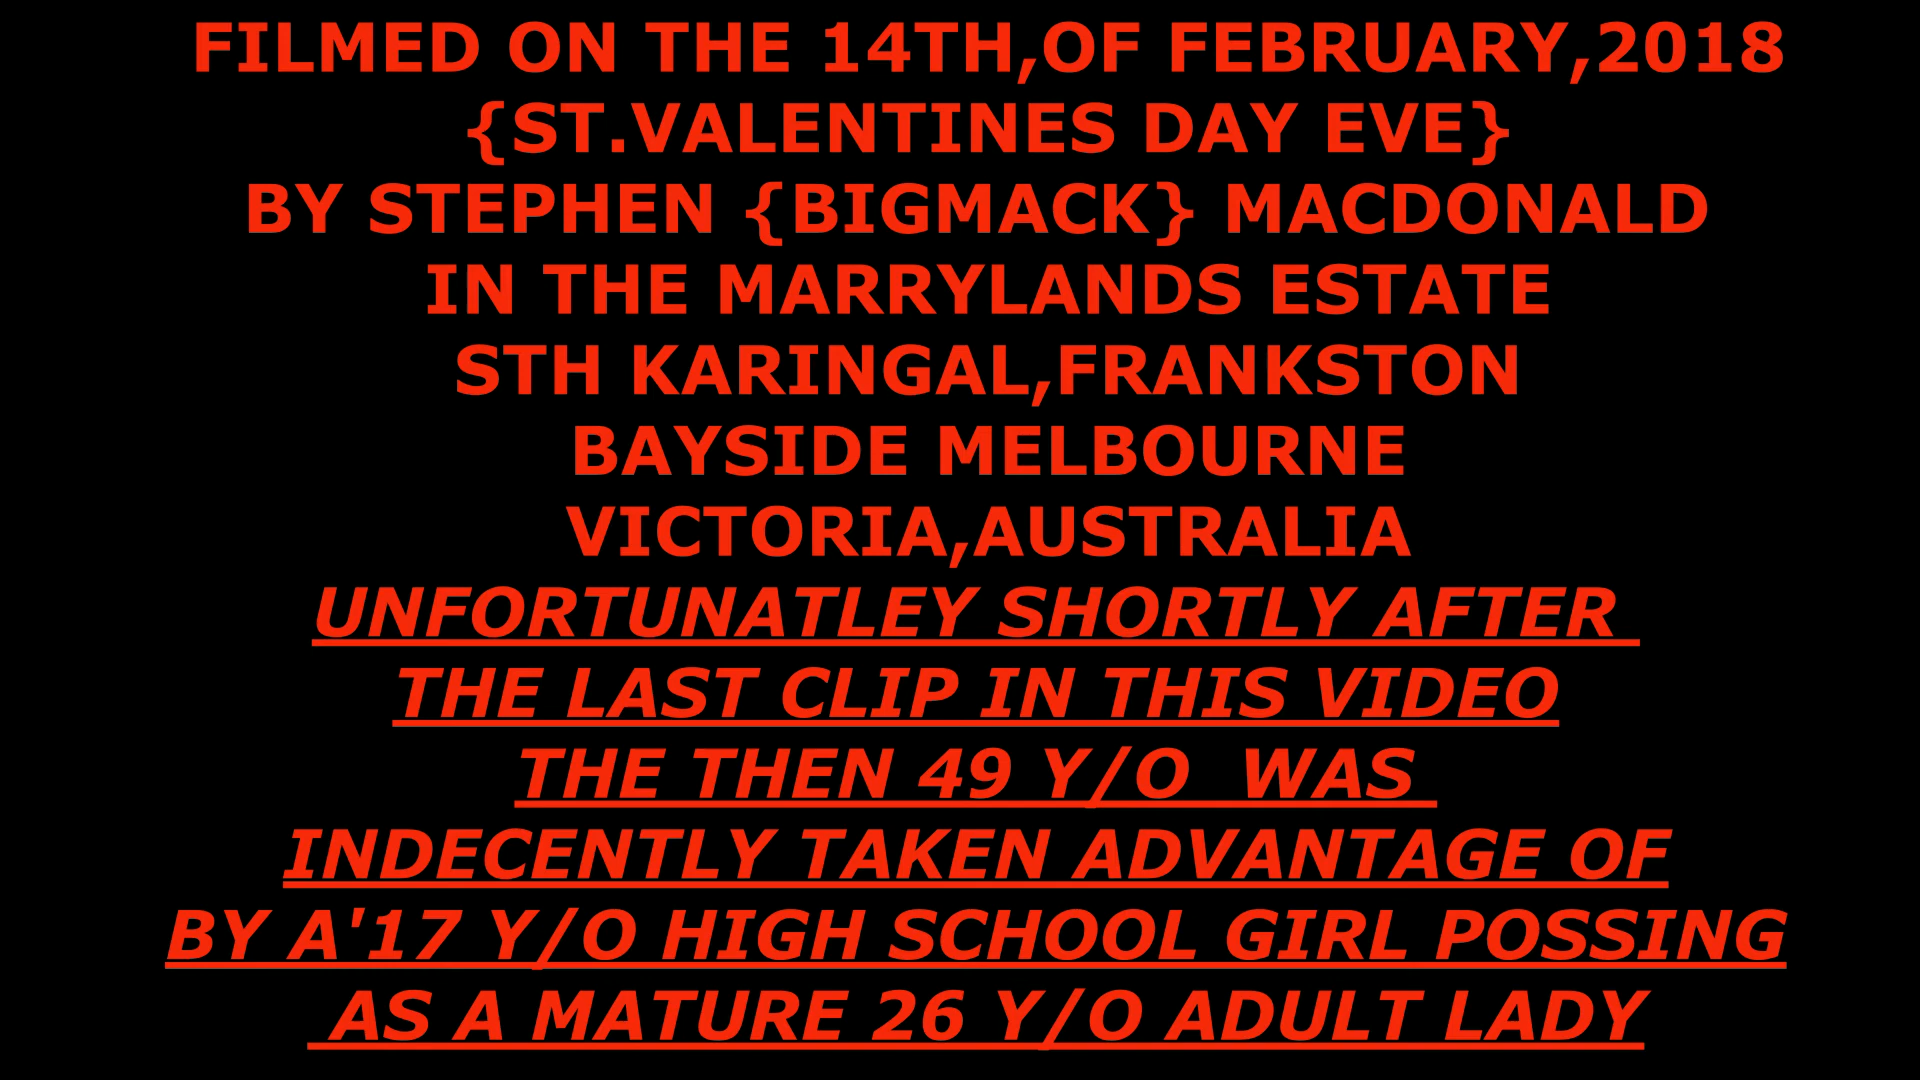 FILMED ON THE 14TH,OF FEBRUARY,2018
{ST.VALENTINES DAY EVE}
BY STEPHEN {BIGMACK} MACDONALD
IN THE MARRYLANDS ESTATE
STH KARINGAL,FRANKSTON
BAYSIDE MELBOURNE
VICTORIA,AUSTRALIA
UNFORTUNATLEY SHORTLY AFTER
THE LAST CLIP IN THIS VIDEO
THE THEN 49 Y/O WAS
INDECENTLY TAKEN ADVANTAGE OF
BY A'17 Y/O HIGH SCHOOL GIRL POSSING
AS A MATURE 26 Y/O ADULT LADY